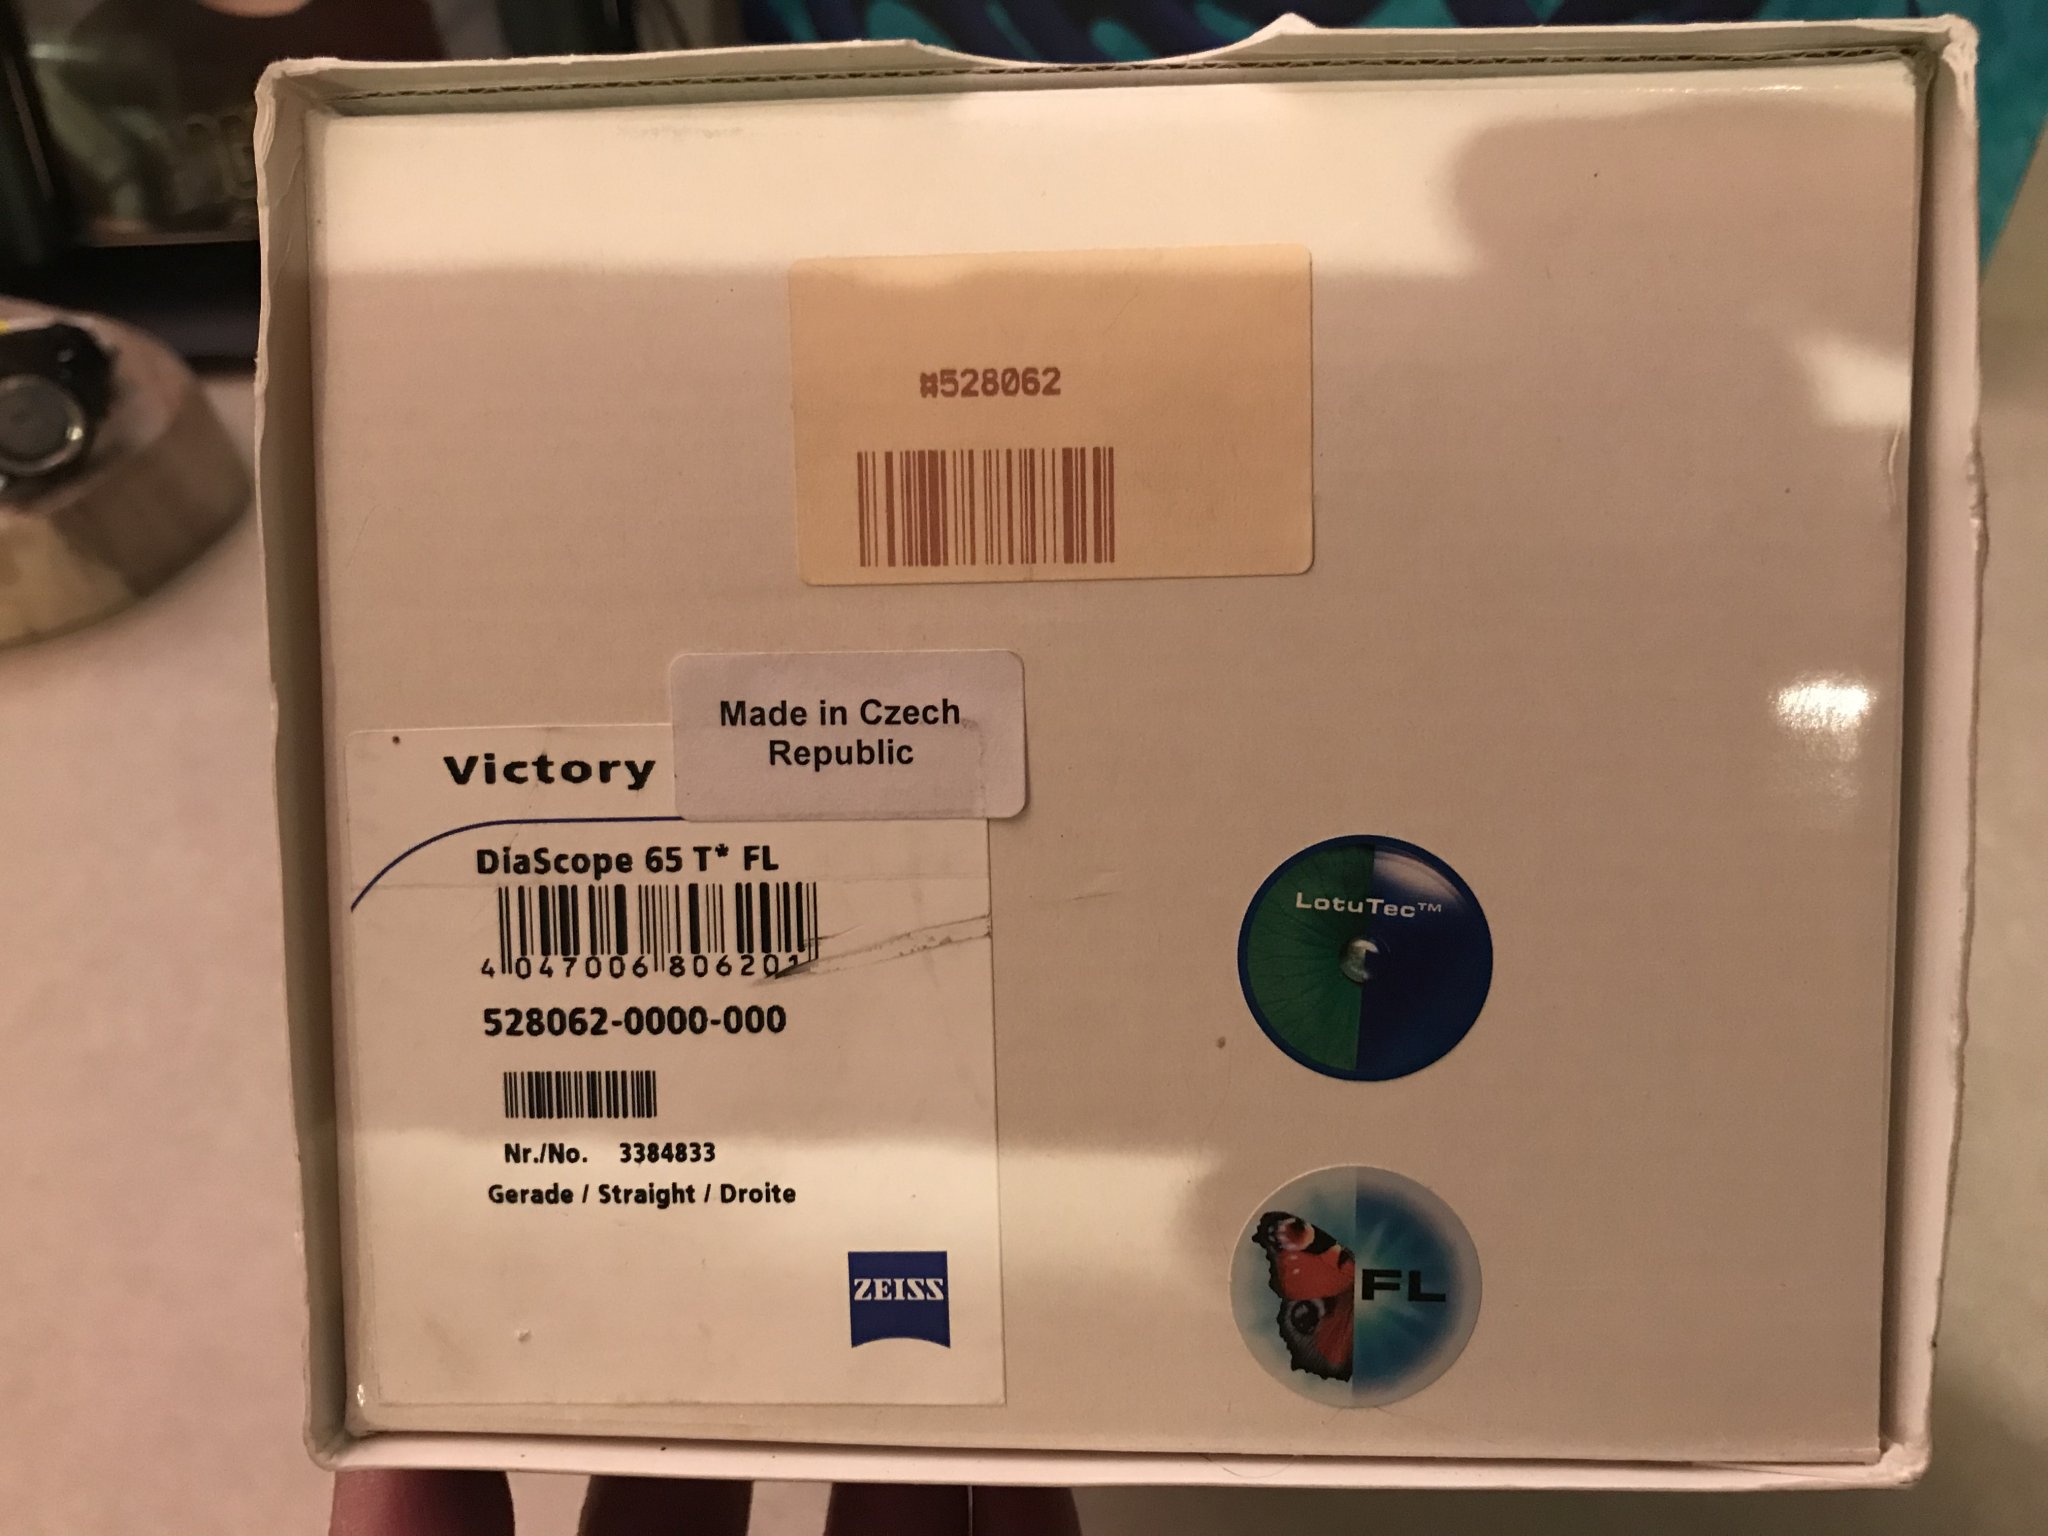 #528062
Made in Czech
Republic
Victory
DiaScope 65 T* FL
4 047006 806201
528062-0000-000
Nr./No. 3384833
Gerade / Straight / Droite
ZEISS
LotuTec™
FL